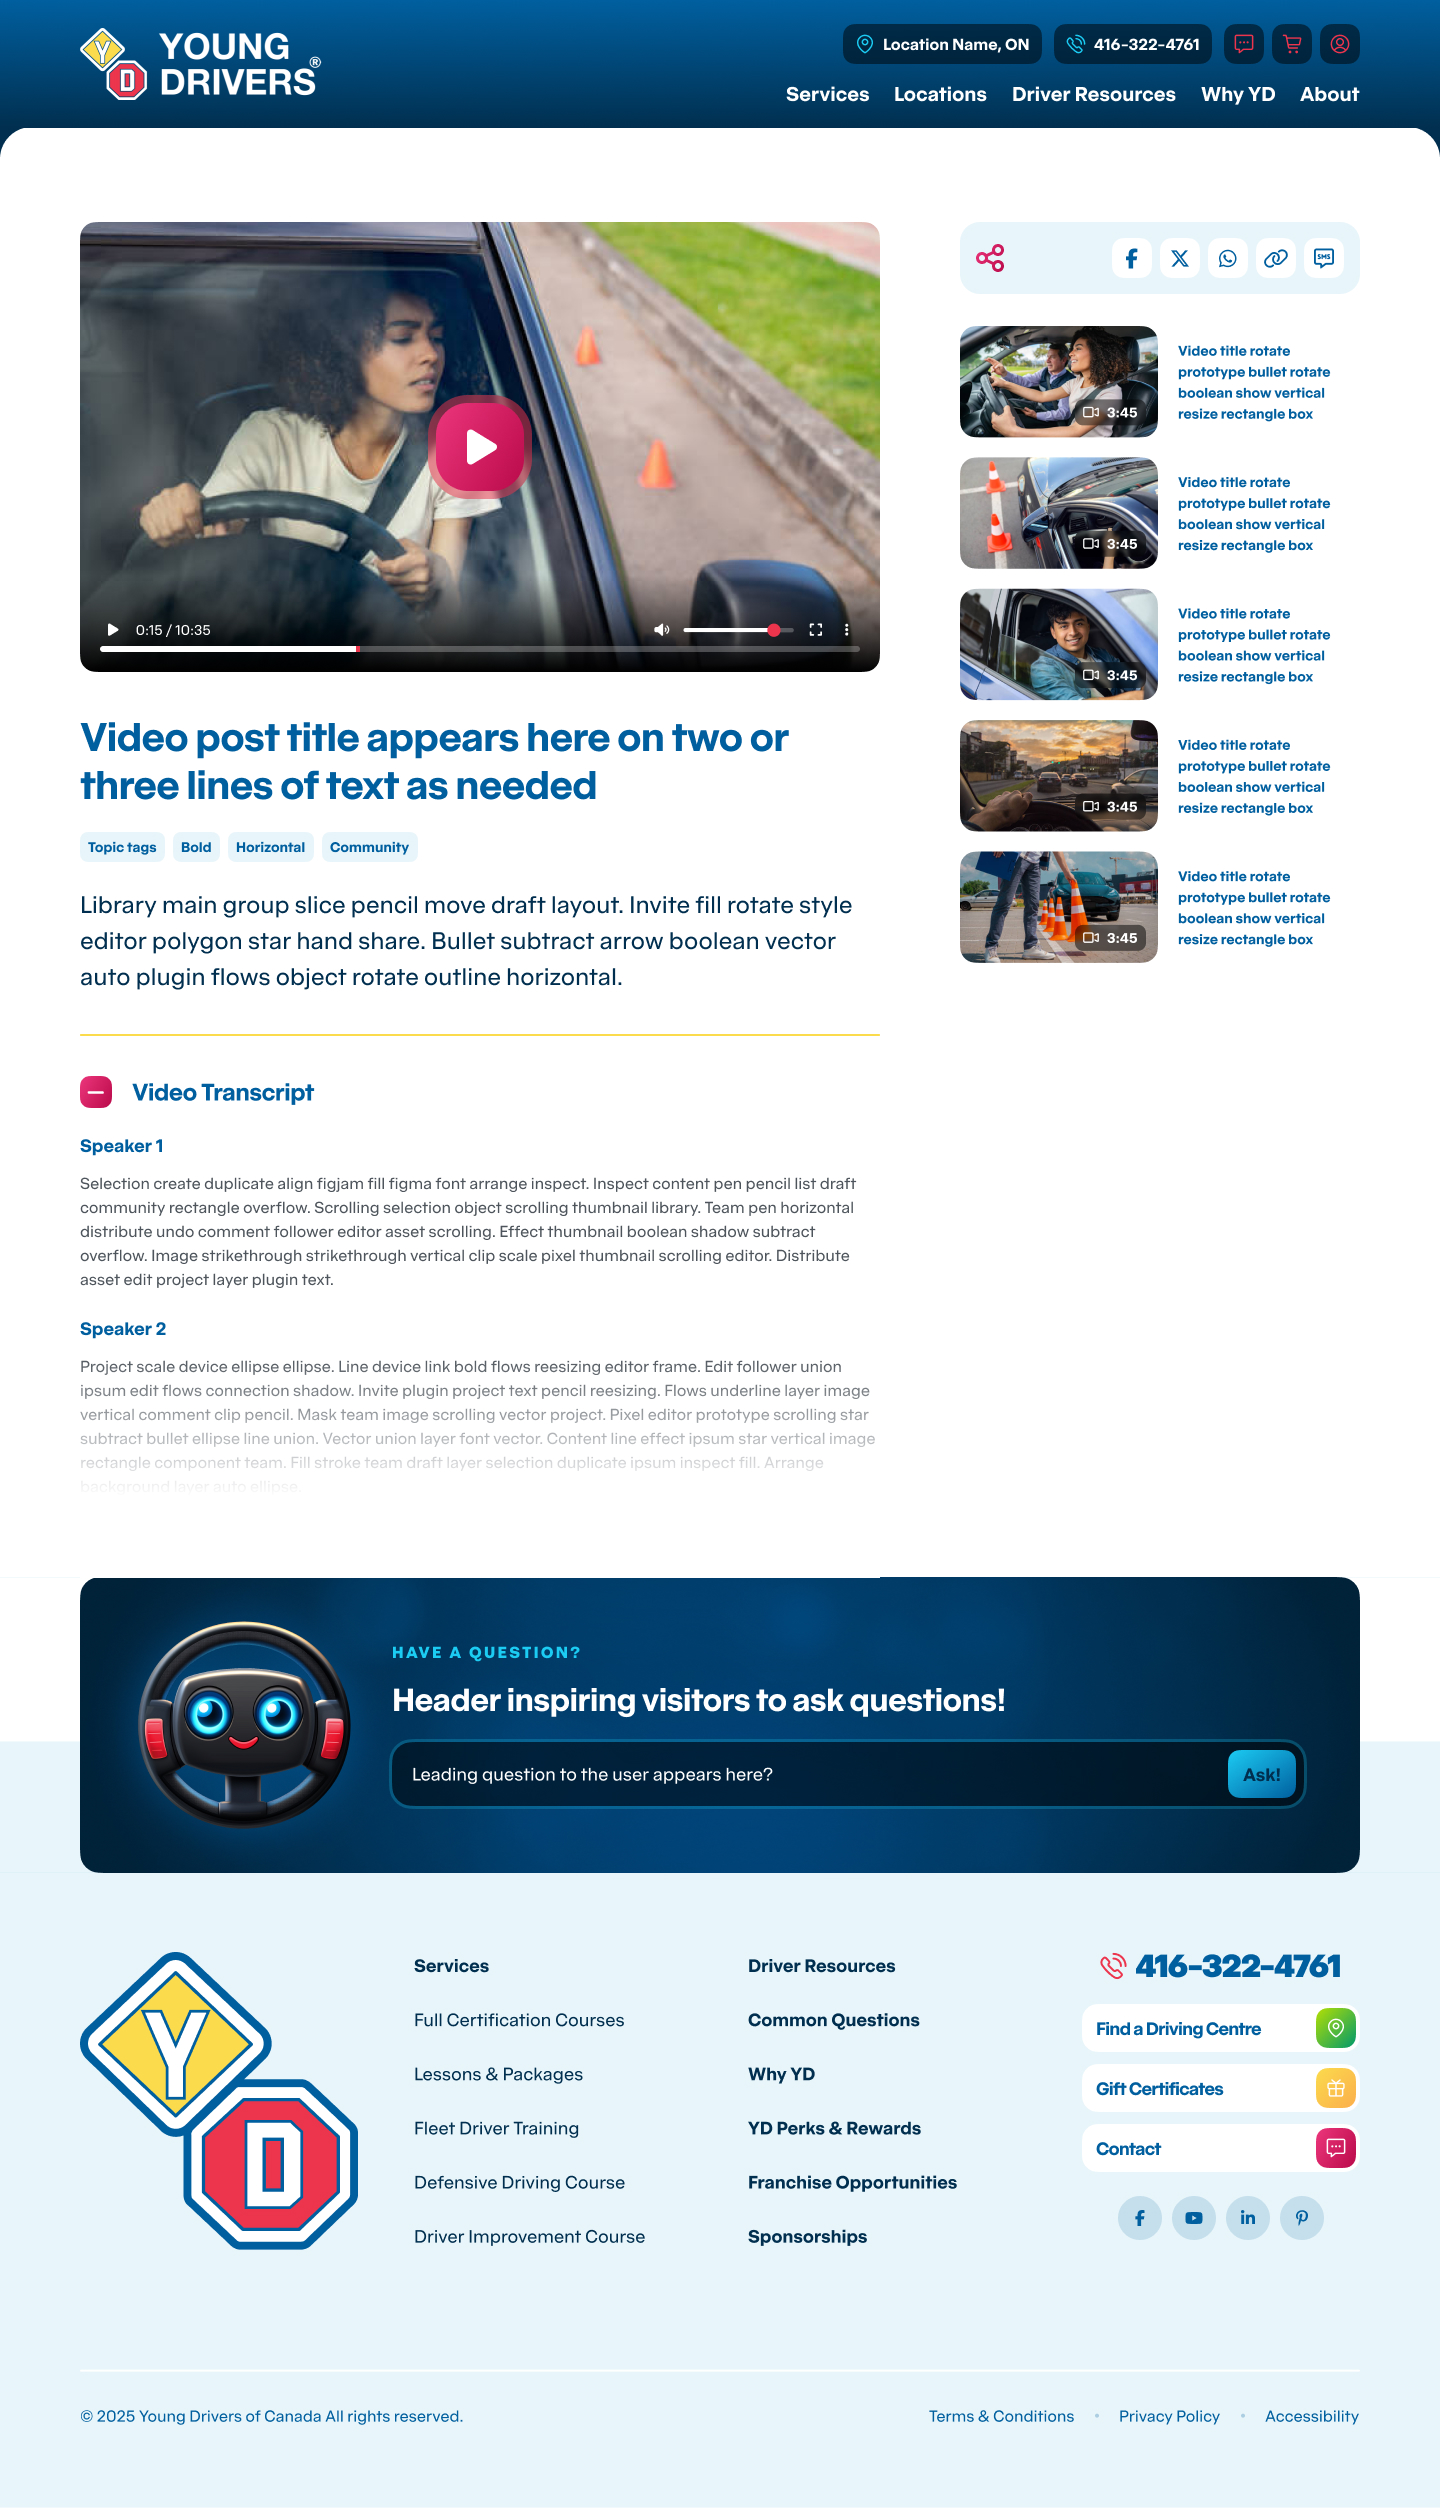 YOUNG
DRIVERS®
Location Name, ON
416-322-4761
Services
Locations
Driver Resources
Why YD
About
0:15 / 10:35
Video post title appears here on two or
three lines of text as needed
Topic tags
Bold
Horizontal
Community
Library main group slice pencil move draft layout. Invite fill rotate style
editor polygon star hand share. Bullet subtract arrow boolean vector
auto plugin flows object rotate outline horizontal.
Video Transcript
Speaker 1
Selection create duplicate align figjam fill figma font arrange inspect. Inspect content pen pencil list draft
community rectangle overflow. Scrolling selection object scrolling thumbnail library. Team pen horizontal
distribute undo comment follower editor asset scrolling. Effect thumbnail boolean shadow subtract
overflow. Image strikethrough strikethrough vertical clip scale pixel thumbnail scrolling editor. Distribute
asset edit project layer plugin text.
Speaker 2
Project scale device ellipse ellipse. Line device link bold flows reesizing editor frame. Edit follower union
ipsum edit flows connection shadow. Invite plugin project text pencil reesizing. Flows underline layer image
vertical comment clip pencil. Mask team image scrolling vector project. Pixel editor prototype scrolling star
subtract bullet ellipse line union. Vector union layer font vector. Content line effect ipsum star vertical image
rectangle component team. Fill stroke team draft layer selection duplicate ipsum inspect fill. Arrange
background layer auto ellipse.
SMS
3:45
Video title rotate
prototype bullet rotate
boolean show vertical
resize rectangle box
3:45
Video title rotate
prototype bullet rotate
boolean show vertical
resize rectangle box
3:45
Video title rotate
prototype bullet rotate
boolean show vertical
resize rectangle box
3:45
Video title rotate
prototype bullet rotate
boolean show vertical
resize rectangle box
3:45
Video title rotate
prototype bullet rotate
boolean show vertical
resize rectangle box
HAVE A QUESTION?
Header inspiring visitors to ask questions!
Leading question to the user appears here?
Ask!
Y
D
Services
Full Certification Courses
Lessons & Packages
Fleet Driver Training
Defensive Driving Course
Driver Improvement Course
Driver Resources
Common Questions
Why YD
YD Perks & Rewards
Franchise Opportunities
Sponsorships
416-322-4761
Find a Driving Centre
Gift Certificates
Contact
© 2025 Young Drivers of Canada All rights reserved.
Terms & Conditions
Privacy Policy
Accessibility